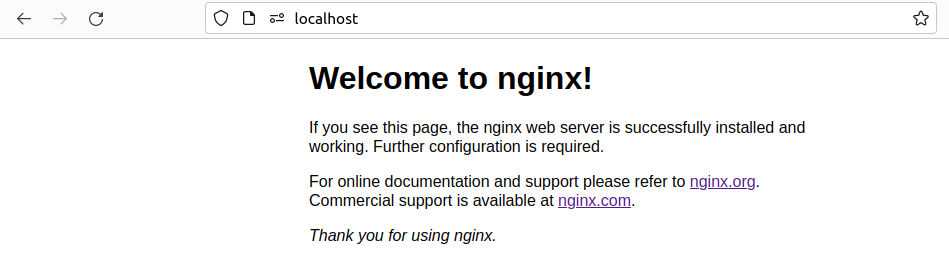 localhost
Welcome to nginx!
If you see this page, the nginx web server is successfully installed and
working. Further configuration is required.
For online documentation and support please refer to nginx.org.
Commercial support is available at nginx.com.
Thank you for using nginx.